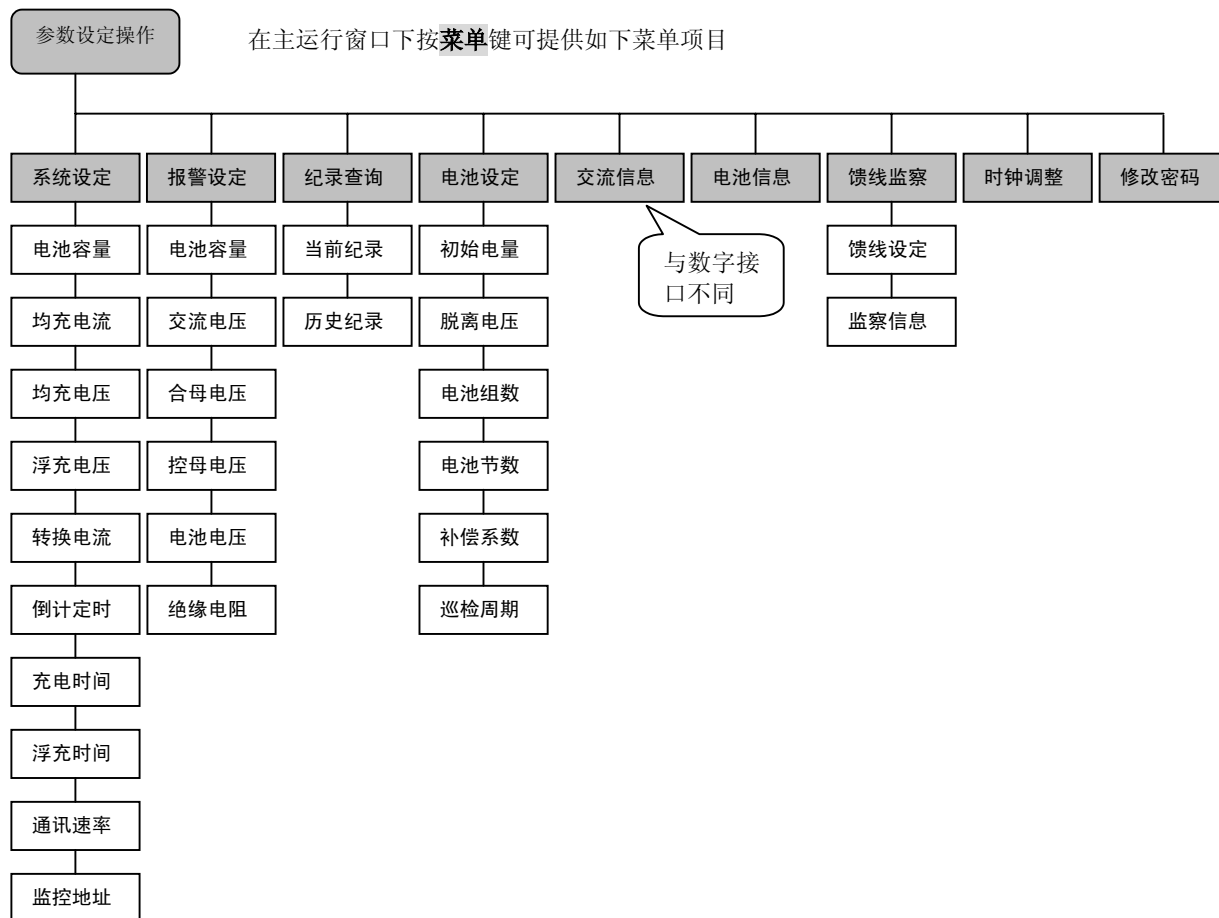 参数设定操作
在主运行窗口下按菜单键可提供如下菜单项目
系统设定 报警设定 纪录查询 电池设定 交流信息 电池信息 馈线监察 时钟调整 修改密码
电池容量 电池容量 当前纪录 初始电量 与数字接 馈线设定
口不同
均充电流 交流电压 历史纪录 脱离电压 监察信息
均充电压 合母电压 电池组数
浮充电压 控母电压 电池节数
转换电流 电池电压 补偿系数
倒计定时 绝缘电阻 巡检周期
充电时间
浮充时间
通讯速率
监控地址